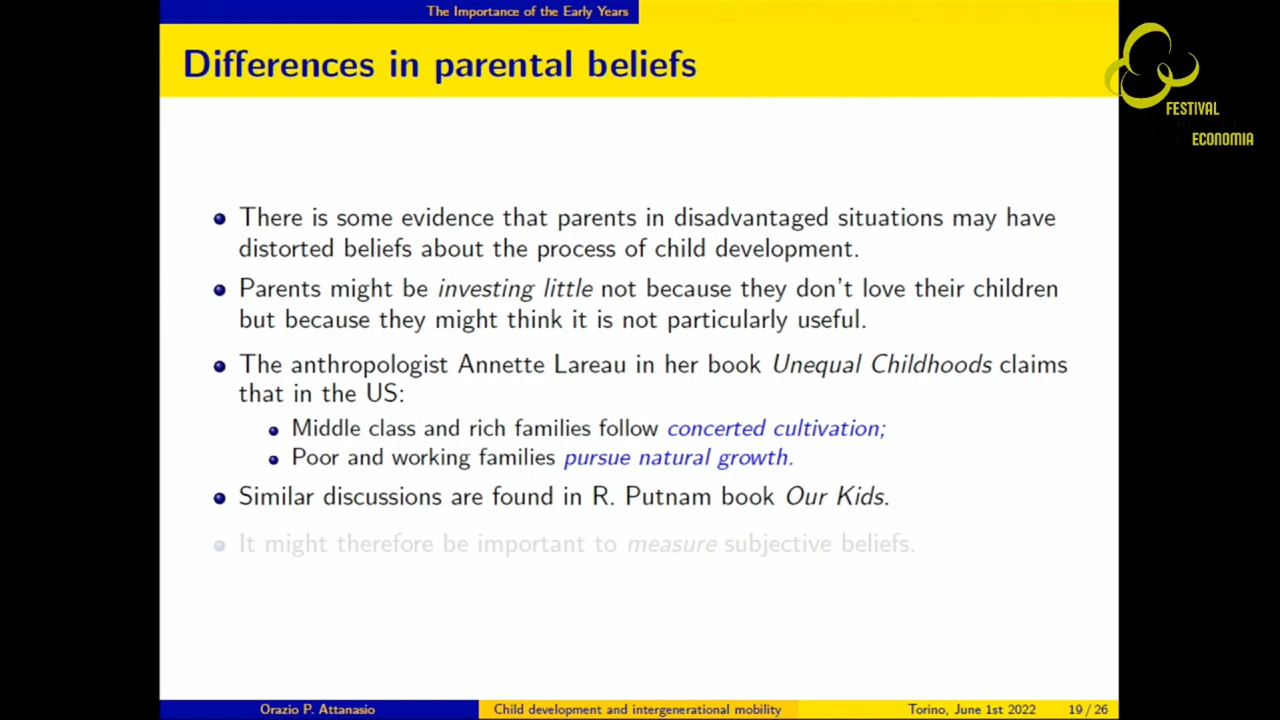 The Importance of the Early Years
Differences in parental beliefs
FESTIVAL
ECONOMIA
There is some evidence that parents in disadvantaged situations may have
distorted beliefs about the process of child development.
Parents might be investing little not because they don't love their children
but because they might think it is not particularly useful.
The anthropologist Annette Lareau in her book Unequal Childhoods claims
that in the US:
Middle class and rich families follow concerted cultivation;
Poor and working families pursue natural growth.
Similar discussions are found in R. Putnam book Our Kids.
It might therefore be important to measure subjective beliefs.
Orazio P. Attanasio
Child development and intergenerational mobility
Torino, June 1st 2022
19 / 26